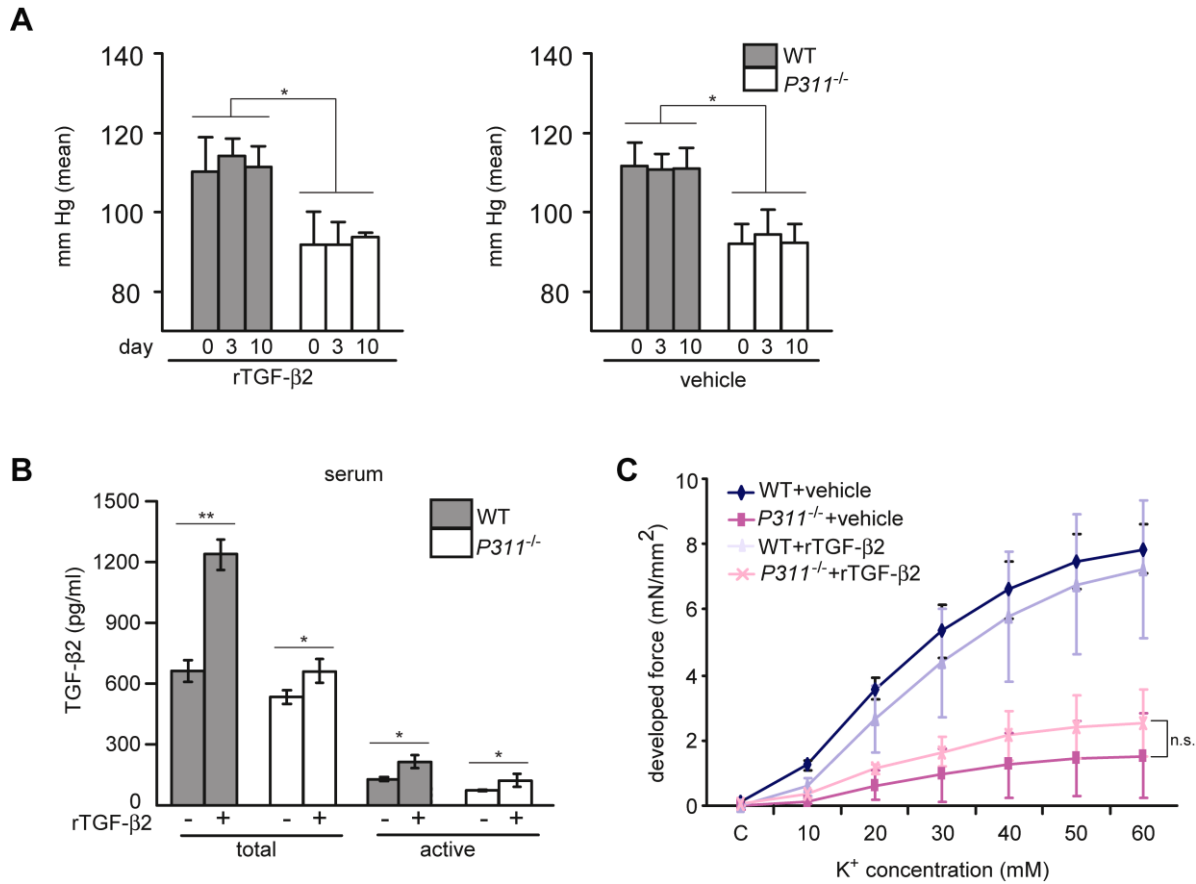 A
140
120
100
80
mm Hg (mean)
*
day 0 3 10 0 3 10
rTGF-β2
140
120
100
80
mm Hg (mean)
WT
P311-/-
*
0 3 10 0 3 10
vehicle
B
serum
1500
1200
900
600
300
0
TGF-β2 (pg/ml)
WT
P311-/-
**
*
*
*
rTGF-β2 - + - + - + - +
total active
C
10
8
6
4
2
0
developed force (mN/mm²)
WT+vehicle
P311-/-+vehicle
WT+rTGF-β2
P311-/-+rTGF-β2
n.s.
C 10 20 30 40 50 60
K⁺ concentration (mM)